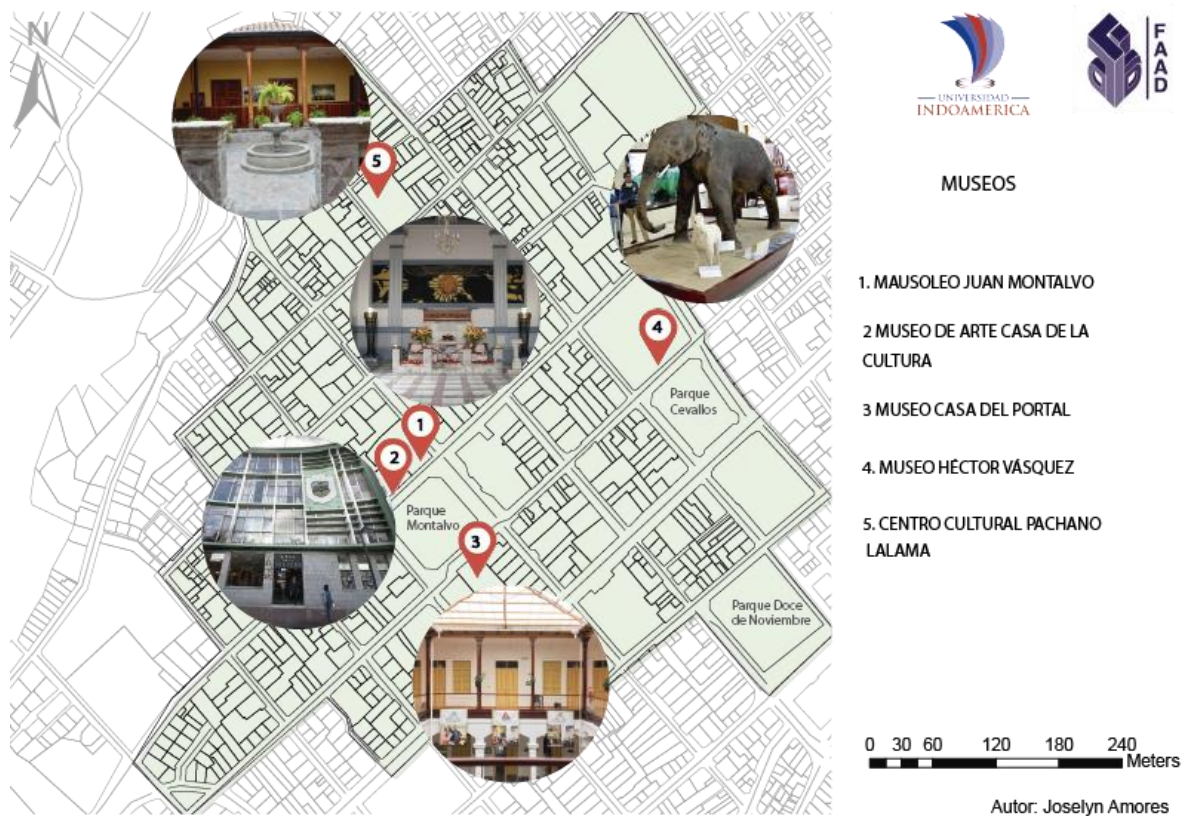 N
5
4
Parque
Cevallos
1
2
Parque
Montalvo
3
Parque Doce
de Noviembre
UNIVERSIDAD
INDOAMERICA
FAAD
MUSEOS
1. MAUSOLEO JUAN MONTALVO
2 MUSEO DE ARTE CASA DE LA
CULTURA
3 MUSEO CASA DEL PORTAL
4. MUSEO HÉCTOR VÁSQUEZ
5. CENTRO CULTURAL PACHANO
LALAMA
0 30 60 120 180 240
Meters
Autor: Joselyn Amores